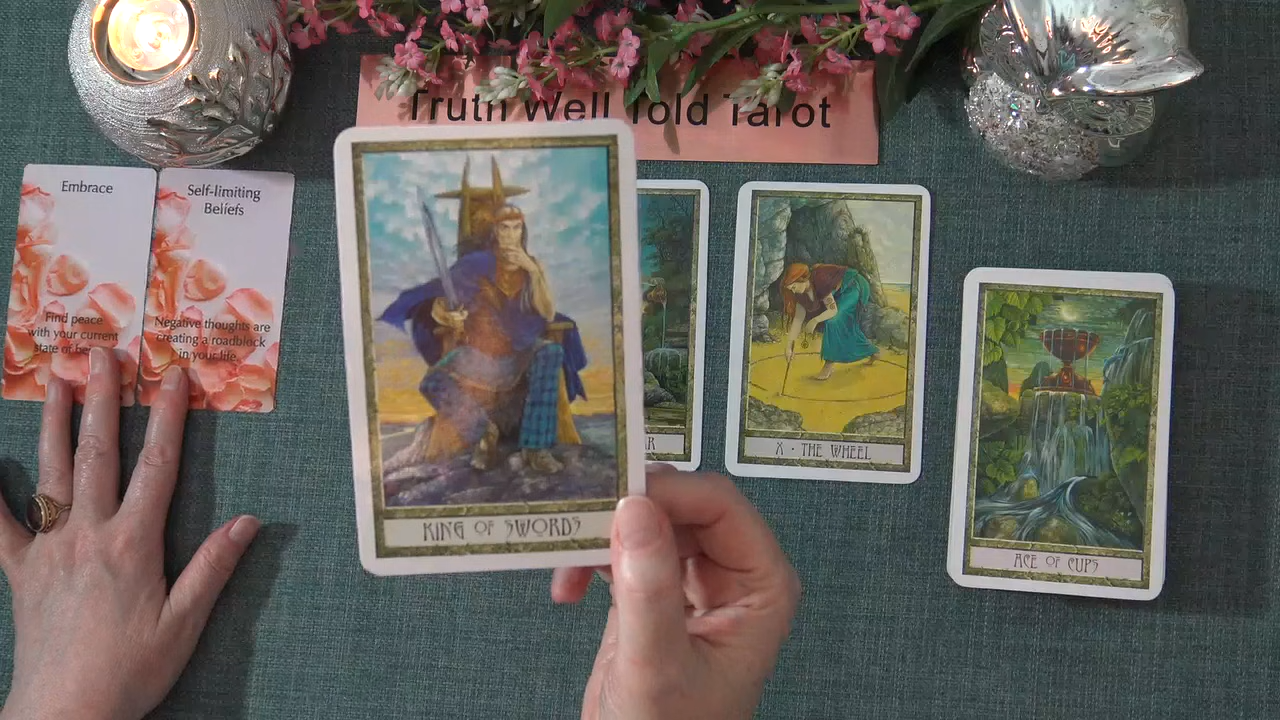 Truth Well Told Tarot
Embrace
Find peace
with your current
Self-limiting
Beliefs
Negative thoughts are
creating a roadblock
in your life.
KING OF SWORDS
X · THE WHEEL
ACE OF CUPS